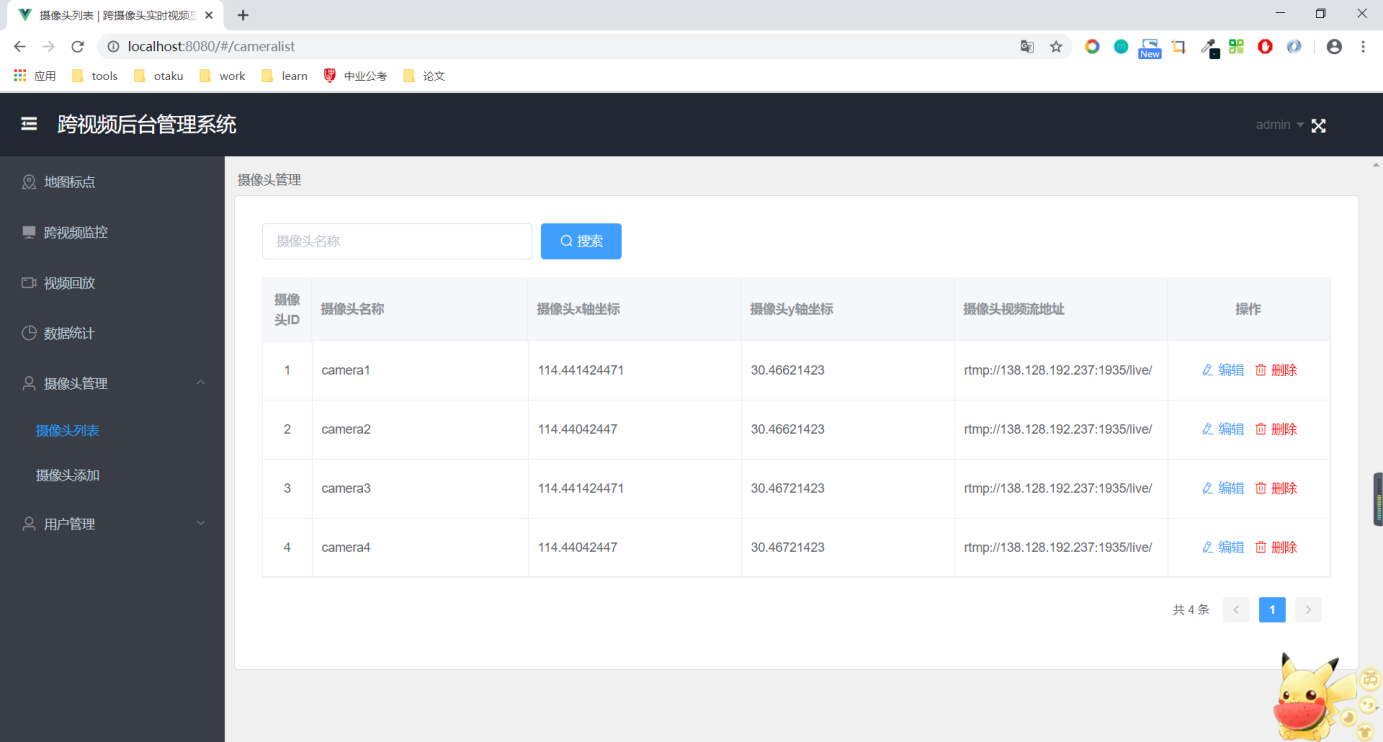 摄像头列表 | 跨摄像头实时视频
localhost:8080/#/cameralist
New
应用 tools otaku work learn 中业公考 论文
跨视频后台管理系统
admin
地图标点
跨视频监控
视频回放
数据统计
摄像头管理
摄像头列表
摄像头添加
用户管理
摄像头管理
摄像头名称
搜索
摄像头ID 摄像头名称 摄像头x轴坐标 摄像头y轴坐标 摄像头视频流地址 操作
1 camera1 114.441424471 30.46621423 rtmp://138.128.192.237:1935/live/ 编辑 删除
2 camera2 114.44042447 30.46621423 rtmp://138.128.192.237:1935/live/ 编辑 删除
3 camera3 114.441424471 30.46721423 rtmp://138.128.192.237:1935/live/ 编辑 删除
4 camera4 114.44042447 30.46721423 rtmp://138.128.192.237:1935/live/ 编辑 删除
共 4 条 1